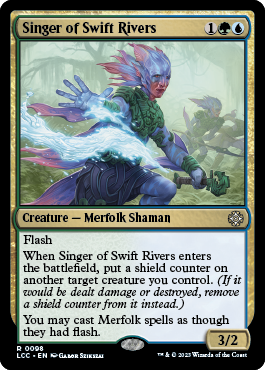 Singer of Swift Rivers 1
Creature — Merfolk Shaman
Flash
When Singer of Swift Rivers enters
the battlefield, put a shield counter on
another target creature you control. (If it
would be dealt damage or destroyed, remove
a shield counter from it instead.)
You may cast Merfolk spells as though
they had flash.
3/2
R 0098
LCC • EN Gabor Szikszai ™ & © 2023 Wizards of the Coast